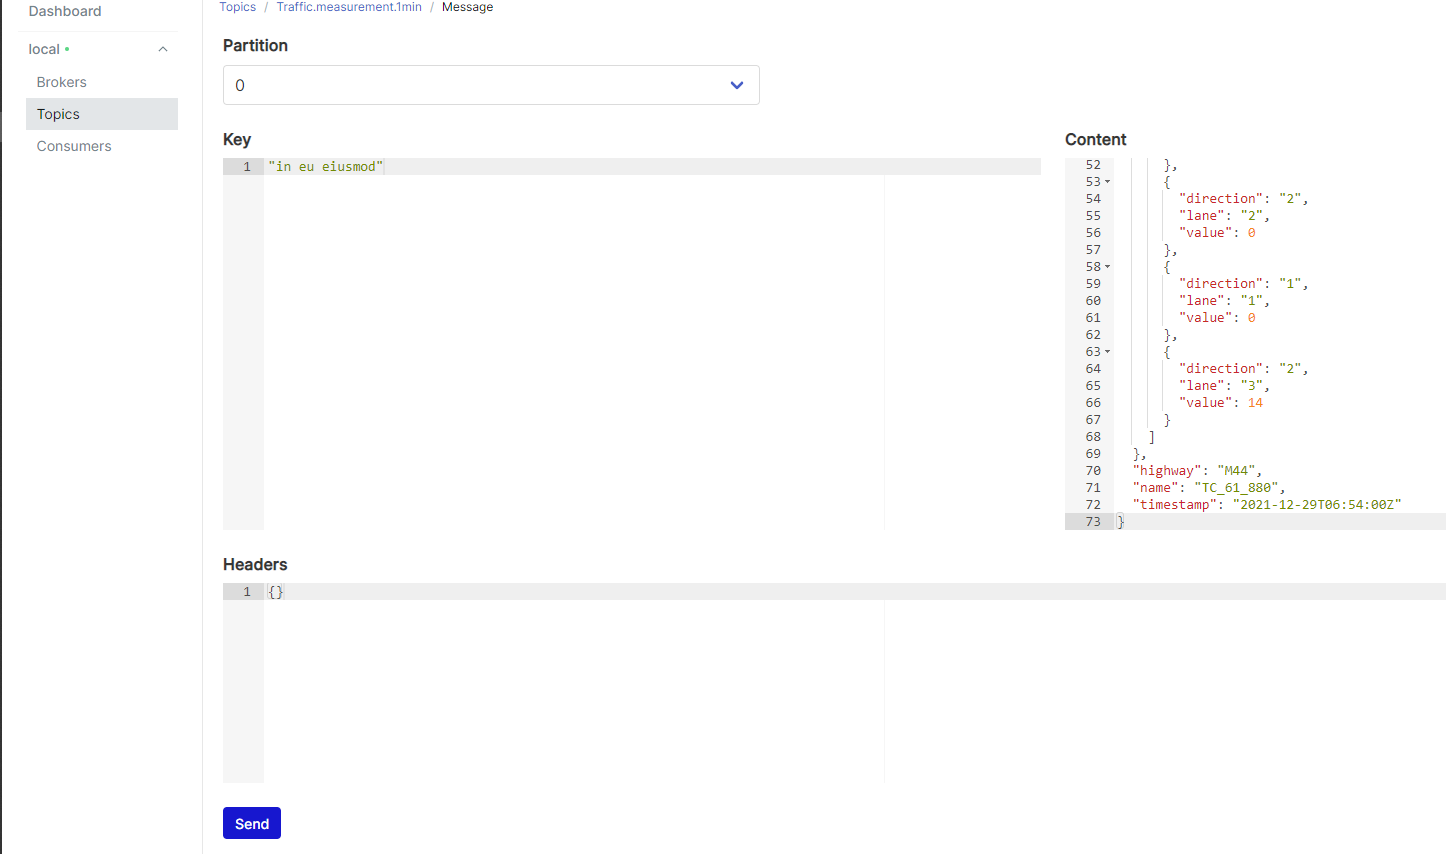 Dashboard
local
Brokers
Topics
Consumers
Topics / Traffic.measurement.1min / Message
Partition
0
Key
1 "in eu eiusmod"
Content
52 },
53 {
54 "direction": "2",
55 "lane": "2",
56 "value": 0
57 },
58 {
59 "direction": "1",
60 "lane": "1",
61 "value": 0
62 },
63 {
64 "direction": "2",
65 "lane": "3",
66 "value": 14
67 }
68 ]
69 },
70 "highway": "M44",
71 "name": "TC_61_880",
72 "timestamp": "2021-12-29T06:54:00Z"
73 }
Headers
1 {}
Send